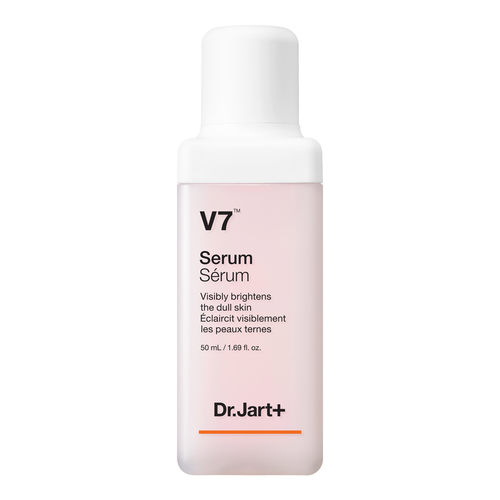 V7™
Serum
Sérum
Visibly brightens
the dull skin
Éclaircit visiblement
les peaux ternes
50 mL / 1.69 fl. oz.
Dr.Jart+